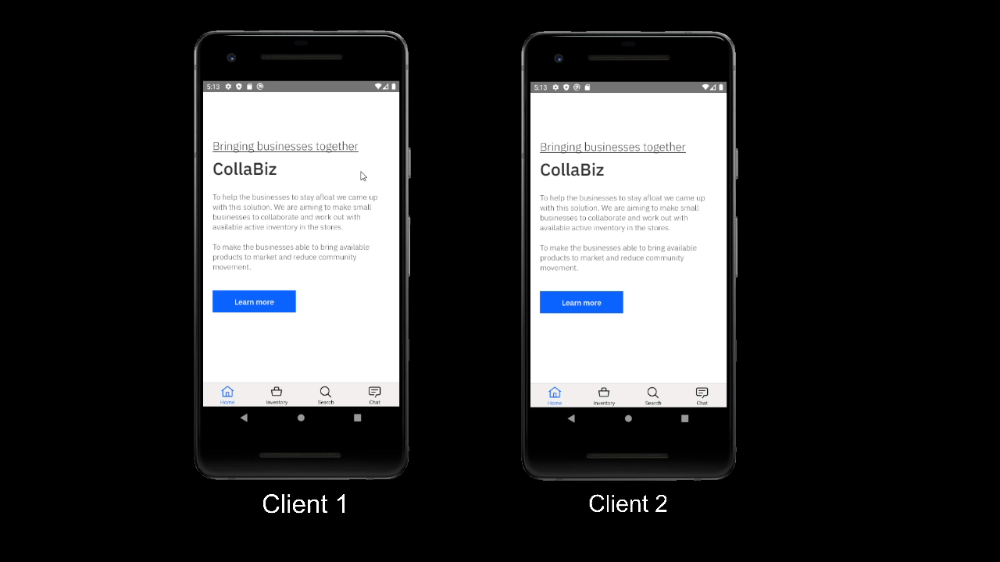 5:13
Bringing businesses together
CollaBiz
To help the businesses to stay afloat we came up
with this solution. We are aiming to make small
businesses to collaborate and work out with
available active inventory in the stores.
To make the businesses able to bring available
products to market and reduce community
movement.
Learn more
Home Inventory Search Chat
Client 1
5:13
Bringing businesses together
CollaBiz
To help the businesses to stay afloat we came up
with this solution. We are aiming to make small
businesses to collaborate and work out with
available active inventory in the stores.
To make the businesses able to bring available
products to market and reduce community
movement.
Learn more
Home Inventory Search Chat
Client 2